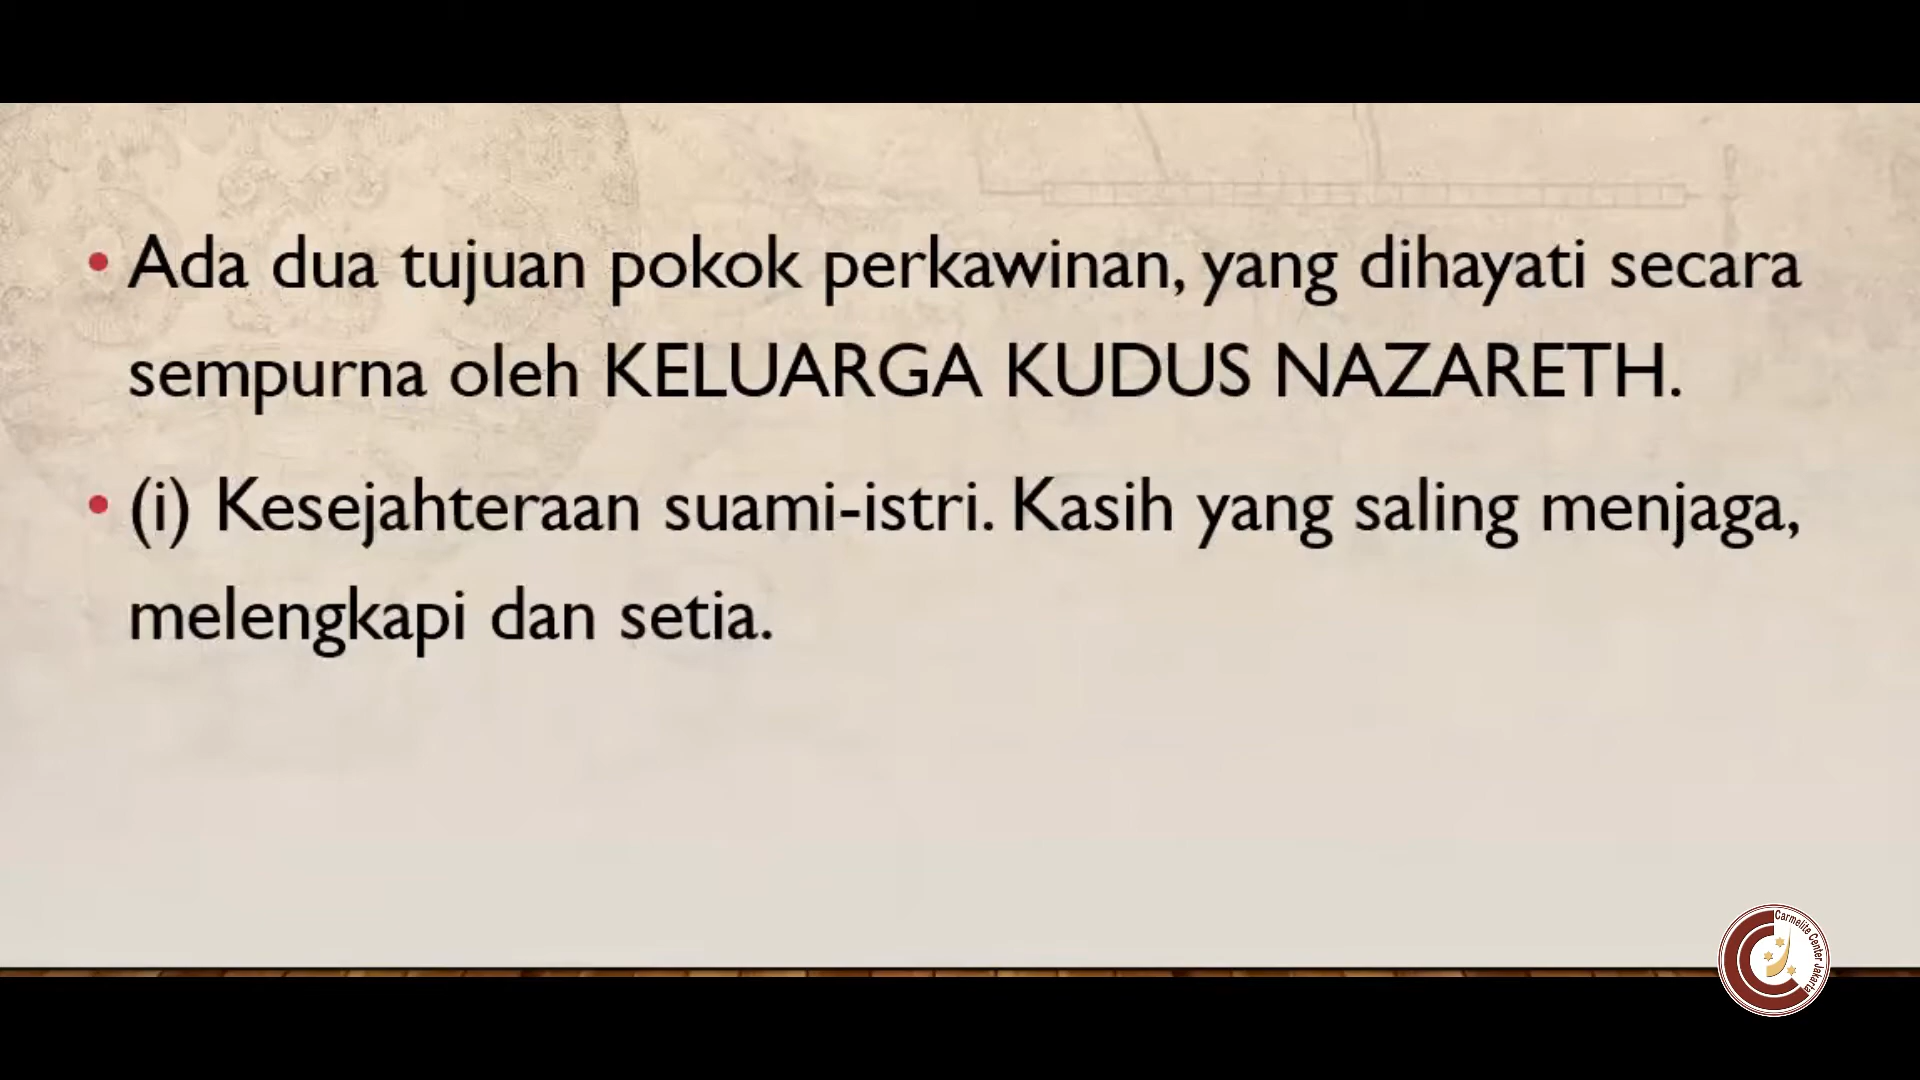 • Ada dua tujuan pokok perkawinan, yang dihayati secara
sempurna oleh KELUARGA KUDUS NAZARETH.
• (i) Kesejahteraan suami-istri. Kasih yang saling menjaga,
melengkapi dan setia.
Carmelite Center Jakarta